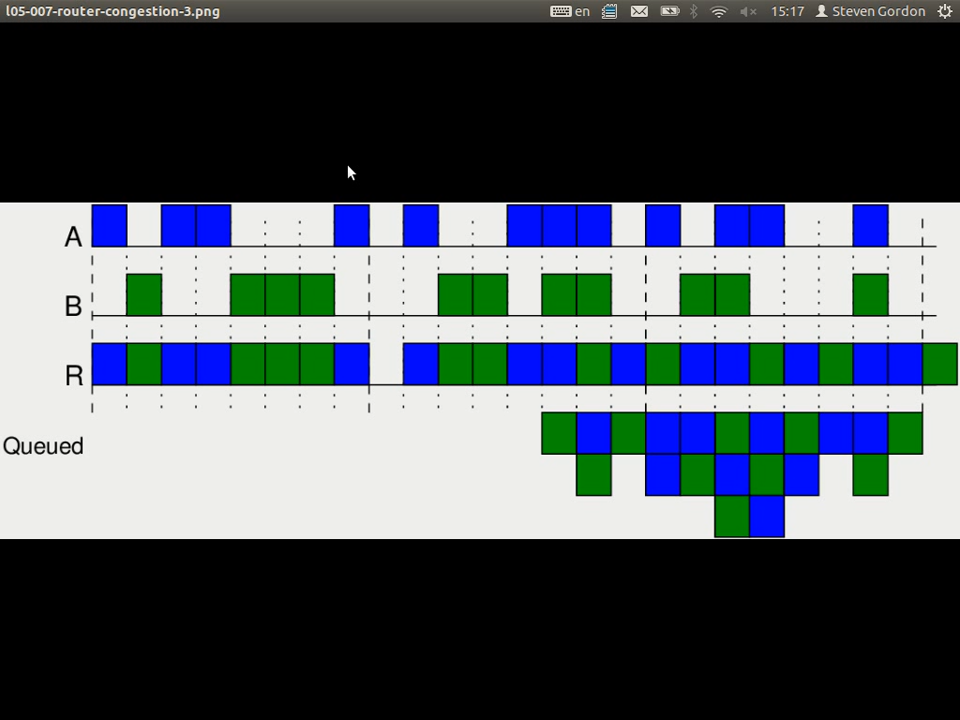 l05-007-router-congestion-3.png en 15:17 Steven Gordon
A
B
R
Queued